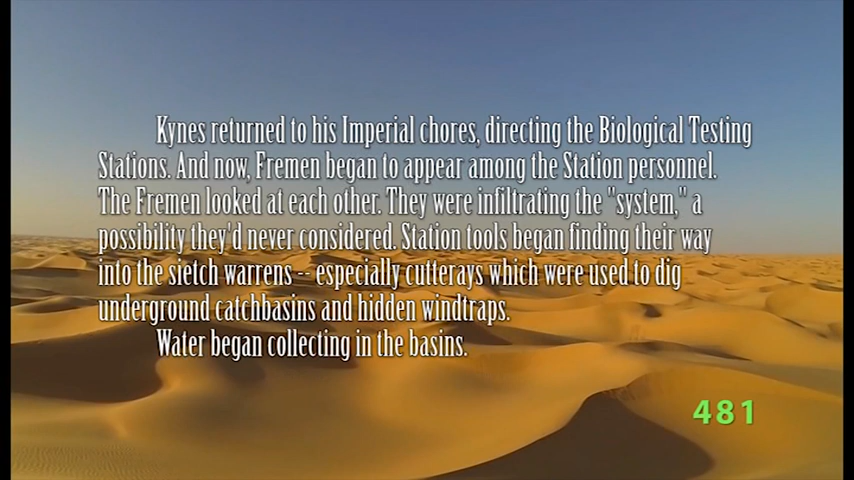 Kynes returned to his Imperial chores, directing the Biological Testing
Stations. And now, Fremen began to appear among the Station personnel.
The Fremen looked at each other. They were infiltrating the "system," a
possibility they'd never considered. Station tools began finding their way
into the sietch warrens -- especially cutterays which were used to dig
underground catchbasins and hidden windtraps.
Water began collecting in the basins.
481